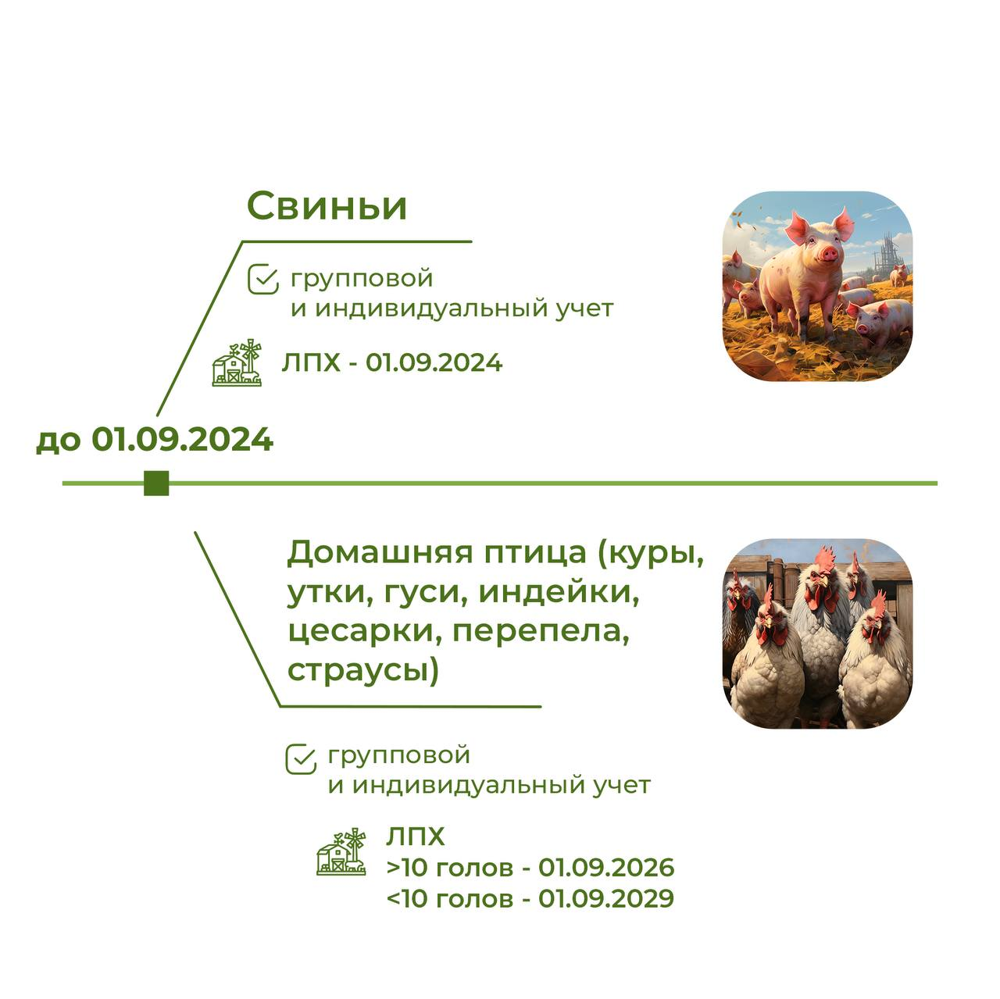 Свиньи
групповой
и индивидуальный учет
ЛПХ - 01.09.2024
до 01.09.2024
Домашняя птица (куры,
утки, гуси, индейки,
цесарки, перепела,
страусы)
групповой
и индивидуальный учет
ЛПХ
>10 голов - 01.09.2026
<10 голов - 01.09.2029